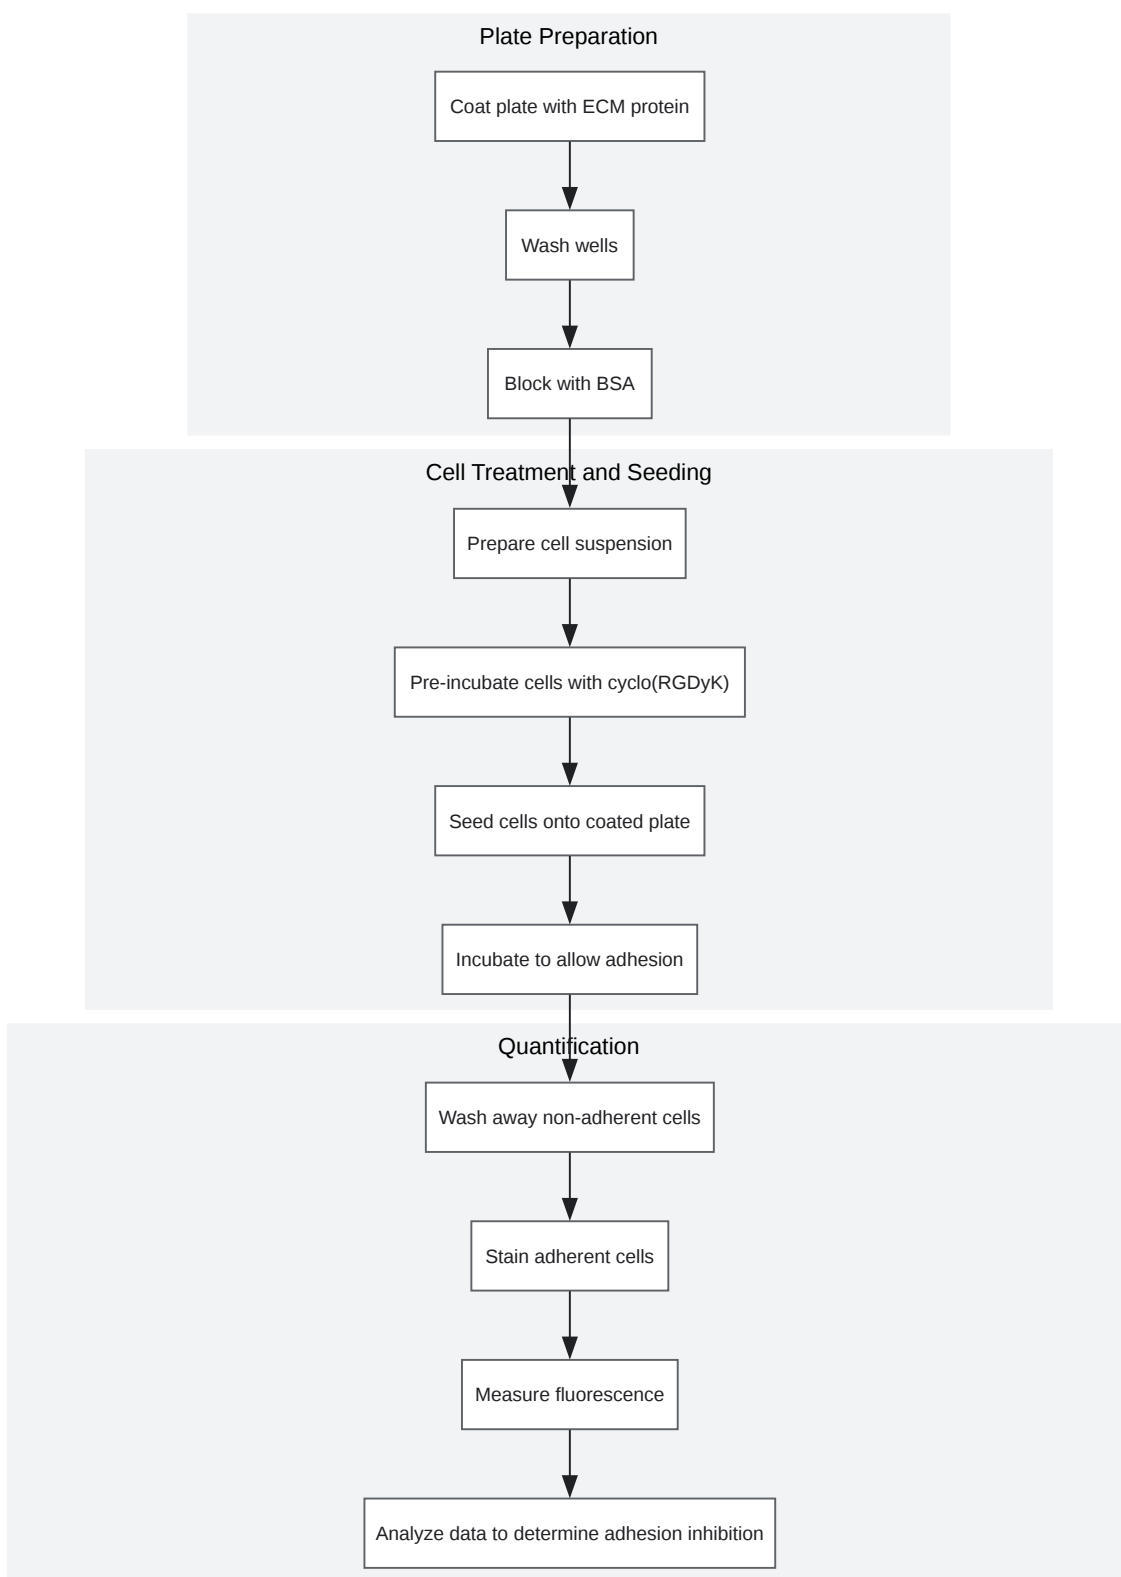 Plate Preparation
Coat plate with ECM protein
Wash wells
Block with BSA
Cell Treatment and Seeding
Prepare cell suspension
Pre-incubate cells with cyclo(RGDyK)
Seed cells onto coated plate
Incubate to allow adhesion
Quantification
Wash away non-adherent cells
Stain adherent cells
Measure fluorescence
Analyze data to determine adhesion inhibition